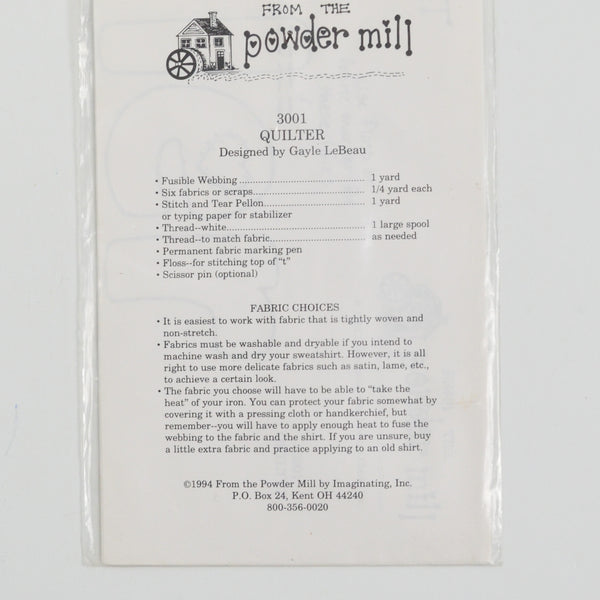 FROM THE
powder mill
3001
QUILTER
Designed by Gayle LeBeau
• Fusible Webbing ........................................ 1 yard
• Six fabrics or scraps.................................... 1/4 yard each
• Stitch and Tear Pellon................................. 1 yard
or typing paper for stabilizer
• Thread--white............................................. 1 large spool
• Thread--to match fabric.............................. as needed
• Permanent fabric marking pen
• Floss--for stitching top of "t"
• Scissor pin (optional)
FABRIC CHOICES
• It is easiest to work with fabric that is tightly woven and
non-stretch.
• Fabrics must be washable and dryable if you intend to
machine wash and dry your sweatshirt. However, it is all
right to use more delicate fabrics such as satin, lame, etc.,
to achieve a certain look.
• The fabric you choose will have to be able to "take the
heat" of your iron. You can protect your fabric somewhat by
covering it with a pressing cloth or handkerchief, but
remember--you will have to apply enough heat to fuse the
webbing to the fabric and the shirt. If you are unsure, buy
a little extra fabric and practice applying to an old shirt.
©1994 From the Powder Mill by Imaginating, Inc.
P.O. Box 24, Kent OH 44240
800-356-0020